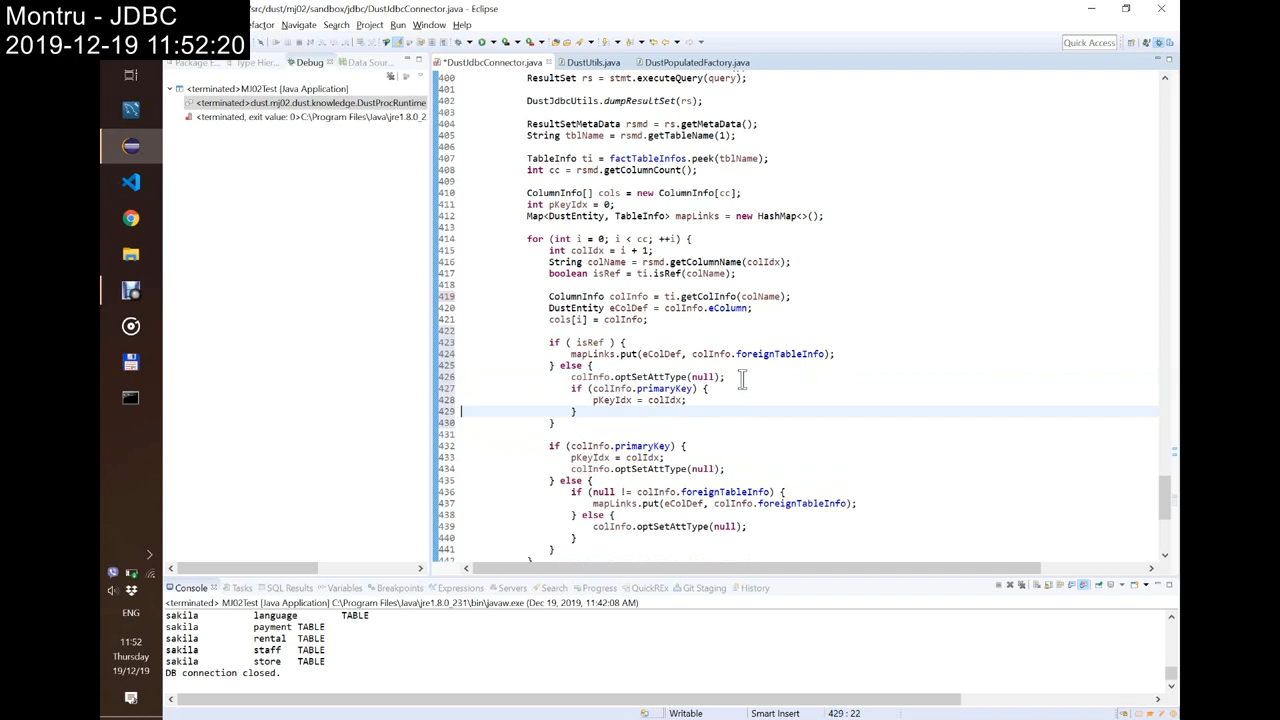 Montru - JDBC
2019-12-19 11:52:20
src/dust/mj02/sandbox/jdbc/DustJdbcConnector.java - Eclipse
efactor Navigate Search Project Run Window Help
Quick Access
Package E Type Hier Debug Data Sour
<terminated>MJ02Test [Java Application]
<terminated>dust.mj02.dust.knowledge.DustProcRuntime
<terminated, exit value: 0>C:\Program Files\Java\jre1.8.0_2
*DustJdbcConnector.java DustUtils.java DustPopulatedFactory.java
400 ResultSet rs = stmt.executeQuery(query);
401
402 DustJdbcUtils.dumpResultSet(rs);
403
404 ResultSetMetaData rsmd = rs.getMetaData();
405 String tblName = rsmd.getTableName(1);
406
407 TableInfo ti = factTableInfos.peek(tblName);
408 int cc = rsmd.getColumnCount();
409
410 ColumnInfo[] cols = new ColumnInfo[cc];
411 int pKeyIdx = 0;
412 Map<DustEntity, TableInfo> mapLinks = new HashMap<>();
413
414 for (int i = 0; i < cc; ++i) {
415 int colIdx = i + 1;
416 String colName = rsmd.getColumnName(colIdx);
417 boolean isRef = ti.isRef(colName);
418
419 ColumnInfo colInfo = ti.getColInfo(colName);
420 DustEntity eColDef = colInfo.eColumn;
421 cols[i] = colInfo;
422
423 if ( isRef ) {
424 mapLinks.put(eColDef, colInfo.foreignTableInfo);
425 } else {
426 colInfo.optSetAttType(null);
427 if (colInfo.primaryKey) {
428 pKeyIdx = colIdx;
429 }
430 }
431
432 if (colInfo.primaryKey) {
433 pKeyIdx = colIdx;
434 colInfo.optSetAttType(null);
435 } else {
436 if (null != colInfo.foreignTableInfo) {
437 mapLinks.put(eColDef, colInfo.foreignTableInfo);
438 } else {
439 colInfo.optSetAttType(null);
440 }
441 }
442 }
Console Tasks SQL Results Variables Breakpoints Expressions Servers Search Progress QuickREx Git Staging History
<terminated> MJ02Test [Java Application] C:\Program Files\Java\jre1.8.0_231\bin\javaw.exe (Dec 19, 2019, 11:42:08 AM)
sakila language TABLE
sakila payment TABLE
sakila rental TABLE
sakila staff TABLE
sakila store TABLE
DB connection closed.
ENG
11:52
Thursday
19/12/19
Writable Smart Insert 429 : 22